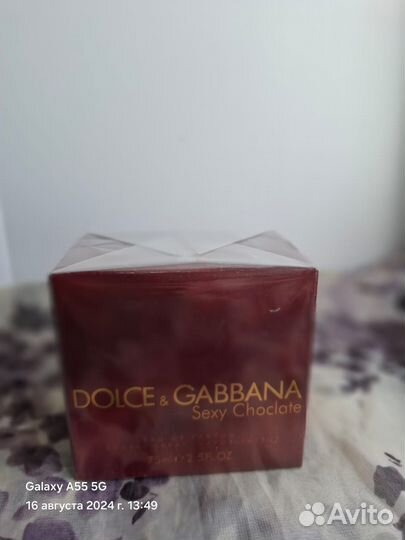 DOLCE & GABBANA
Sexy Choclate
75ml 2.5FL.OZ
Galaxy A55 5G
16 августа 2024 г. 13:49
Avito